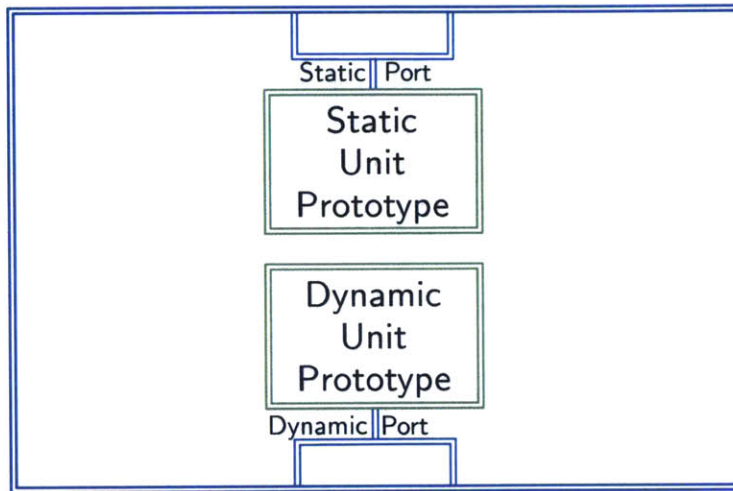 Static Port
Static
Unit
Prototype
Dynamic
Unit
Prototype
Dynamic Port